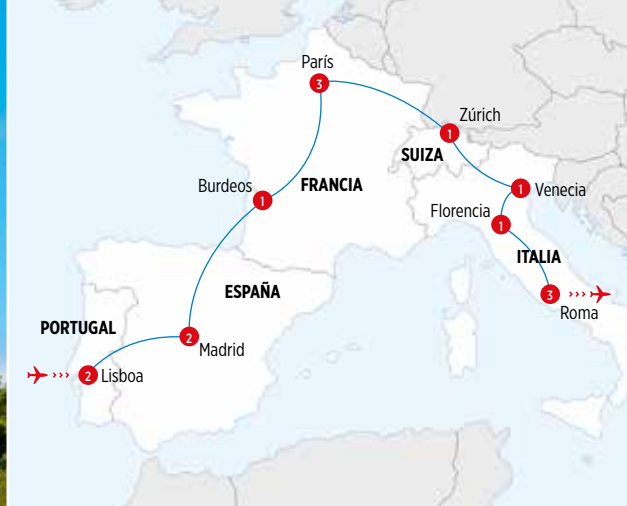 París
3
Zúrich
1
SUIZA
Burdeos
1
FRANCIA
1
Venecia
Florencia
1
ITALIA
ESPAÑA
3
Roma
PORTUGAL
2
Madrid
2
Lisboa